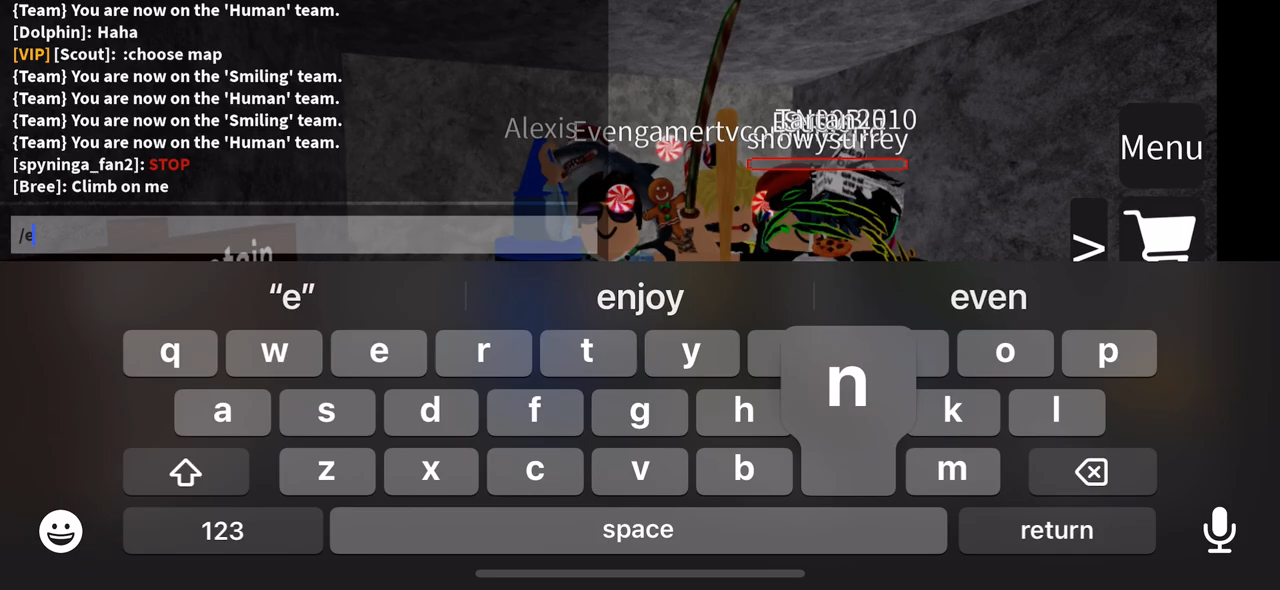 {Team} You are now on the 'Human' team.
[Dolphin]: Haha
[VIP] [Scout]: :choose map
{Team} You are now on the 'Smiling' team.
{Team} You are now on the 'Human' team.
{Team} You are now on the 'Smiling' team.
{Team} You are now on the 'Human' team.
[spyninga_fan2]: STOP
[Bree]: Climb on me
Alexis
snowysurrey
Menu
/e
>
“e”
enjoy
even
q w e r t y o p
a s d f g h k l
n
z x c v b m
123
space
return